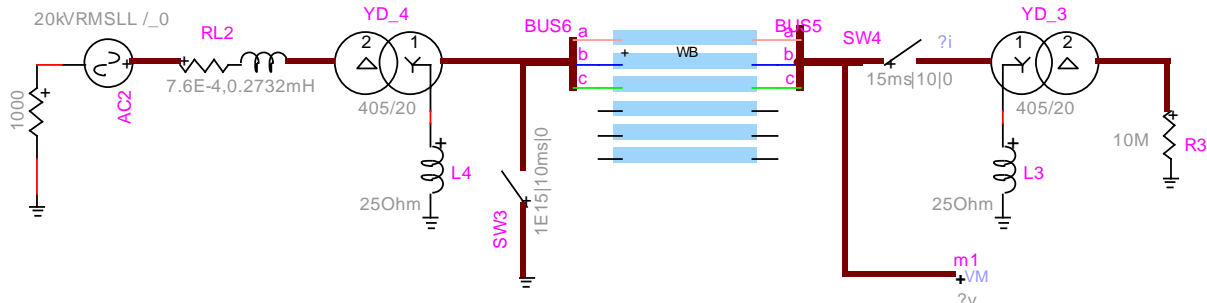 20kVRMSLL /_0
RL2
YD_4
BUS6
BUS5
YD_3
SW4
2
1
a
b
c
+
WB
a
b
c
?i
1
2
+
+
+
7.6E-4,0.2732mH
15ms|10|0
405/20
405/20
1000
+
AC2
+
L4
25Ohm
SW3
+
1E15|10ms|0
+
L3
25Ohm
10M
+
R3
m1
+VM
?v